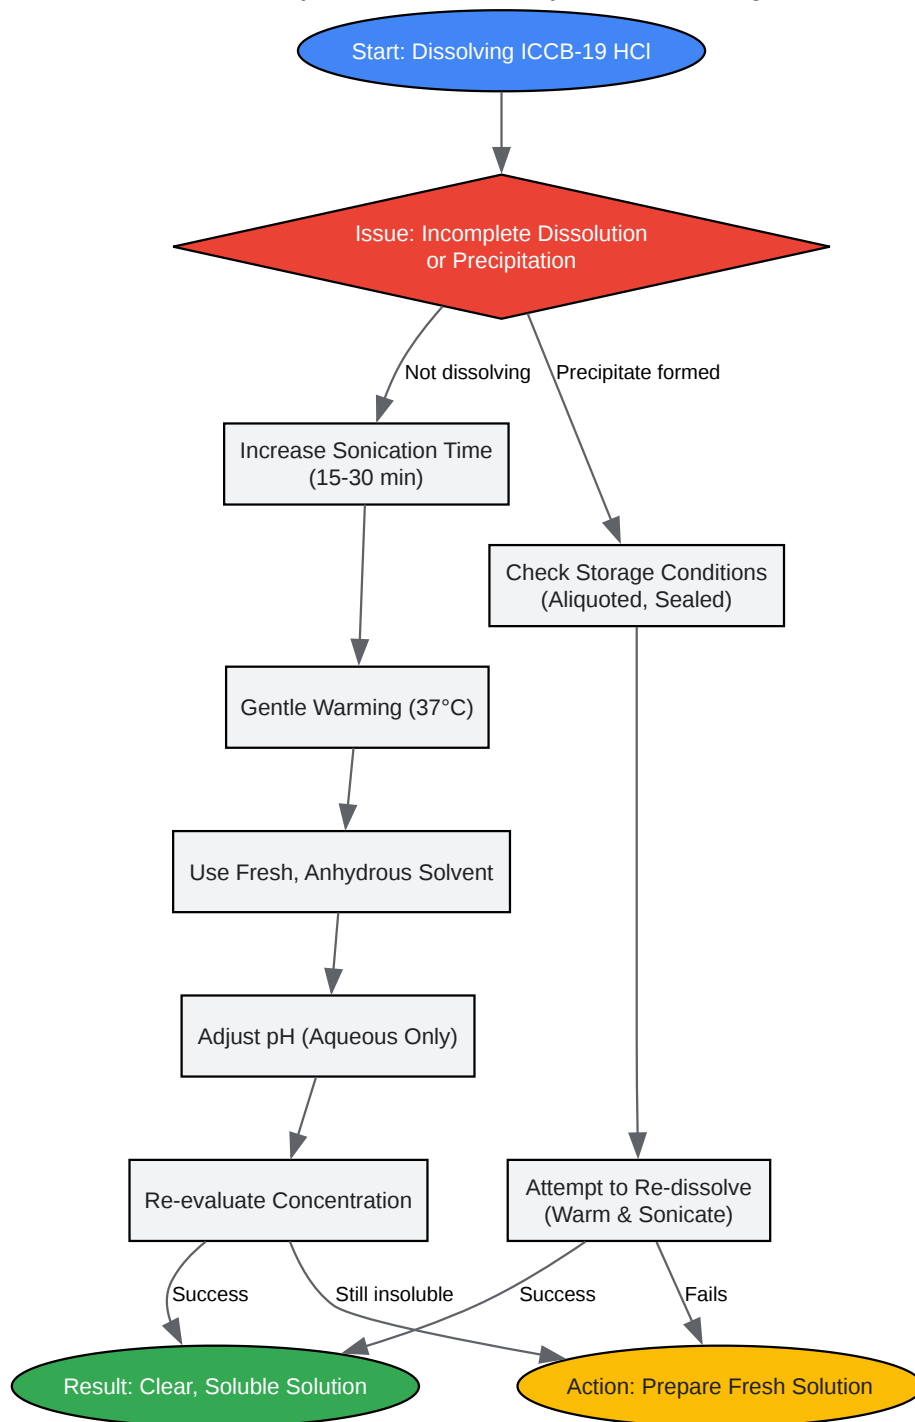 Start: Dissolving ICCB-19 HCl
Issue: Incomplete Dissolution
or Precipitation
Not dissolving
Precipitate formed
Increase Sonication Time
(15-30 min)
Check Storage Conditions
(Aliquoted, Sealed)
Gentle Warming (37°C)
Use Fresh, Anhydrous Solvent
Adjust pH (Aqueous Only)
Re-evaluate Concentration
Attempt to Re-dissolve
(Warm & Sonicate)
Success
Still insoluble
Success
Fails
Result: Clear, Soluble Solution
Action: Prepare Fresh Solution